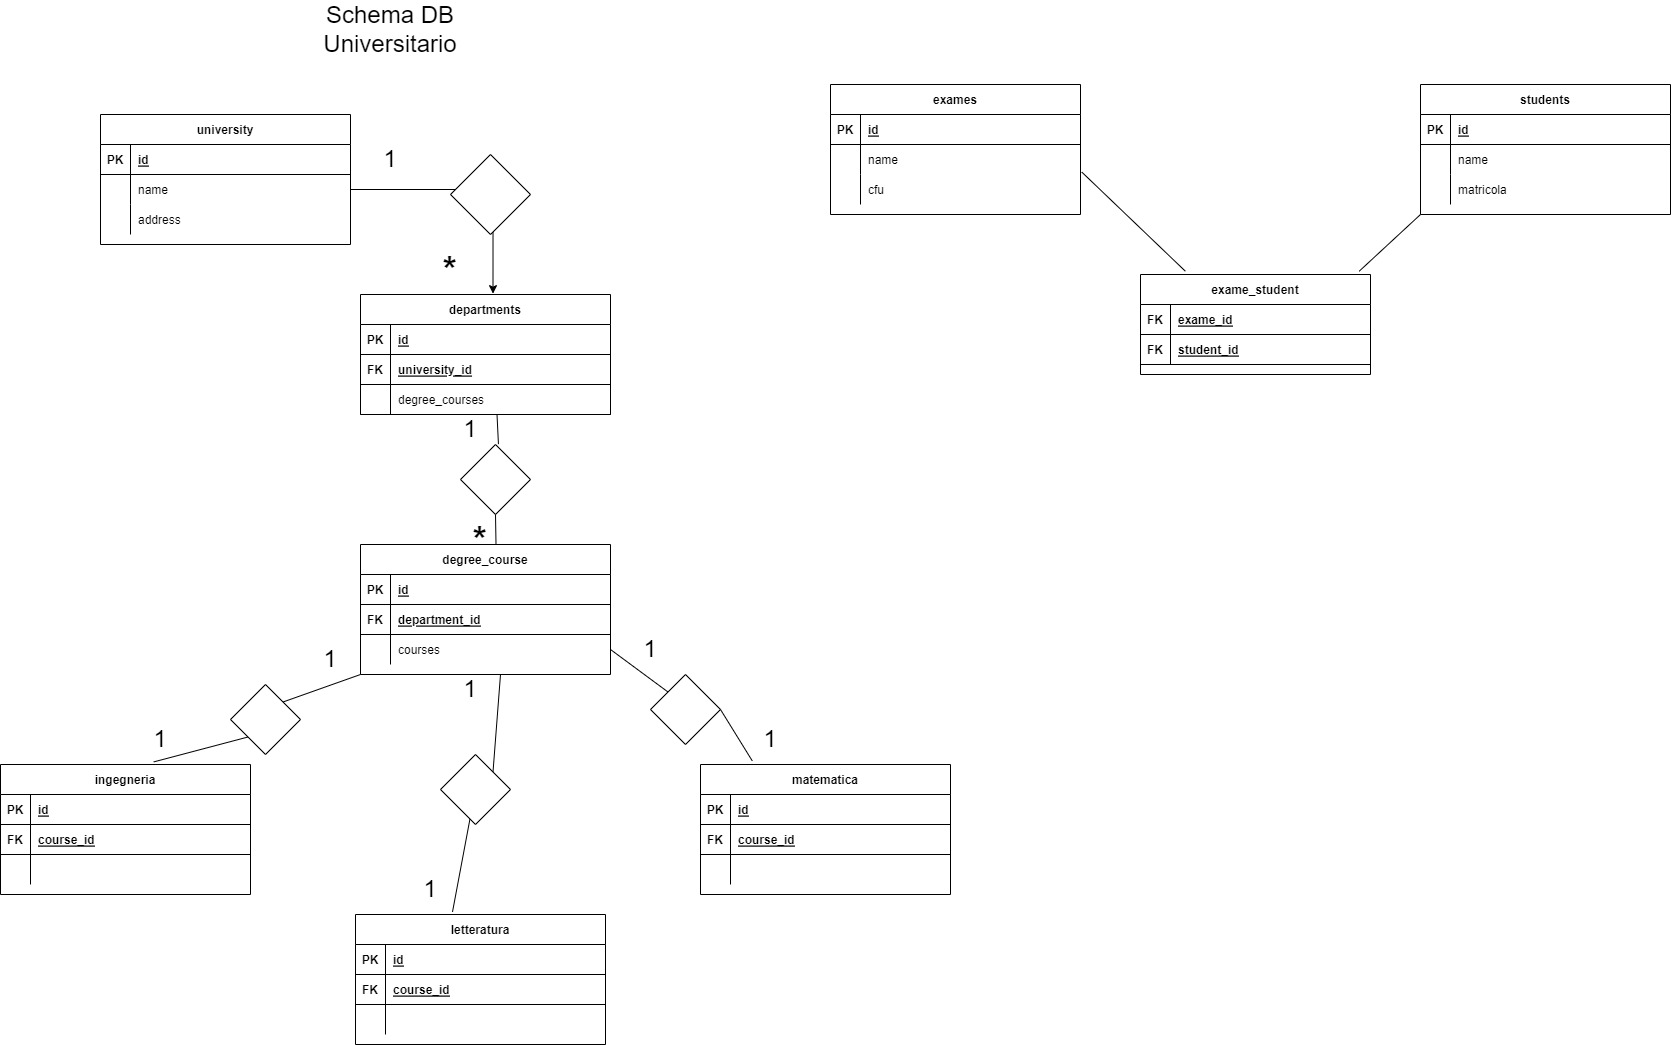 Schema DB
Universitario
university
PK id
name
address
1
*
departments
PK id
FK university_id
degree_courses
1
*
degree_course
PK id
FK department_id
courses
1
1
1
1
1
1
ingegneria
PK id
FK course_id
matematica
PK id
FK course_id
letteratura
PK id
FK course_id
exames
PK id
name
cfu
students
PK id
name
matricola
exame_student
FK exame_id
FK student_id